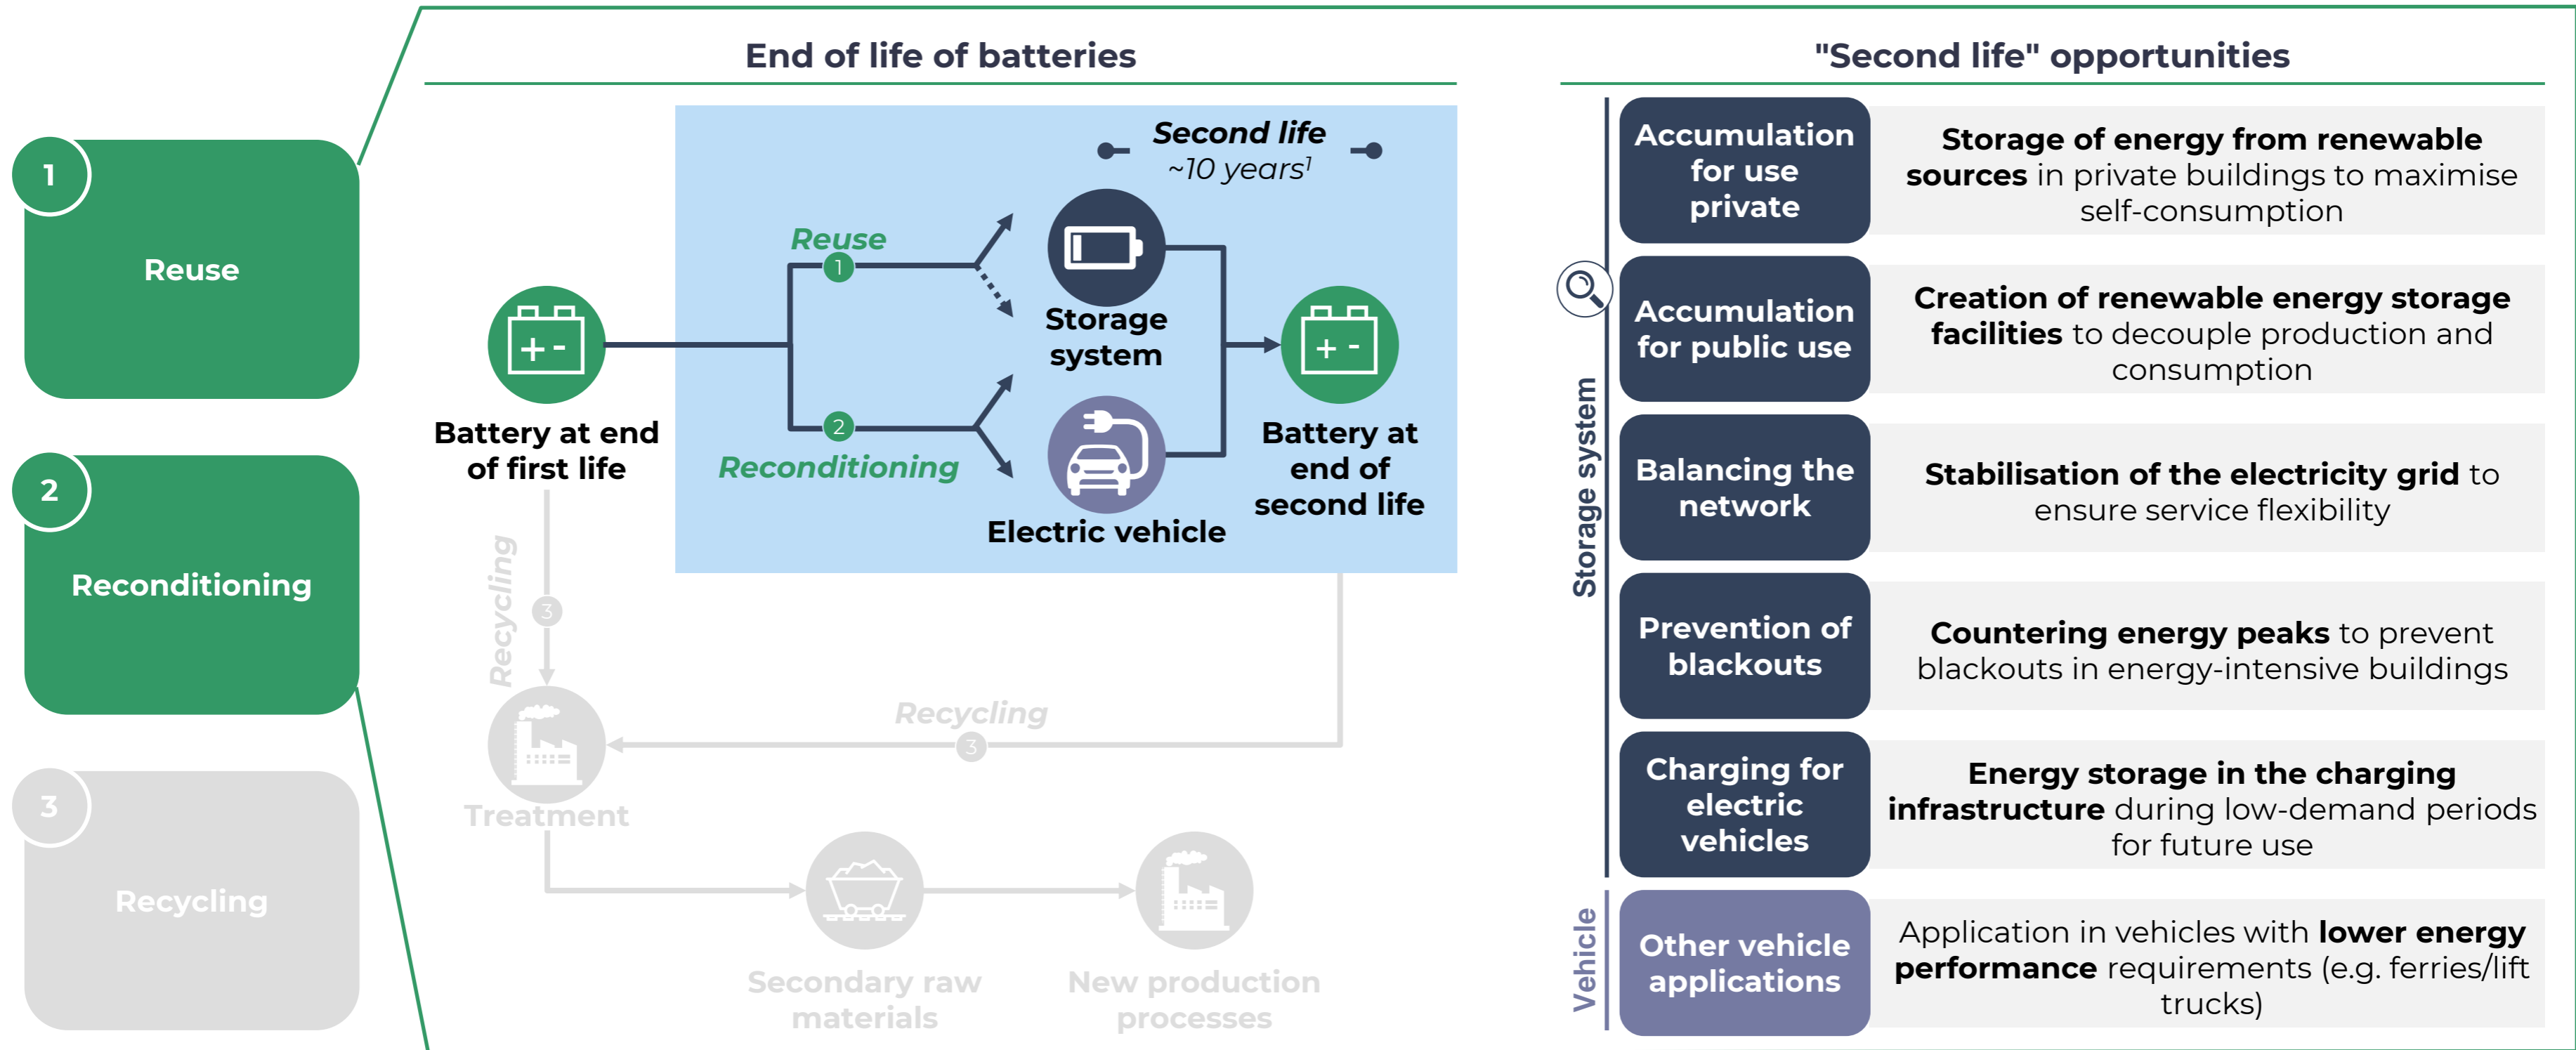 1
Reuse
2
Reconditioning
3
Recycling
End of life of batteries
Second life
~10 years¹
Reuse
1
Storage
system
+ -
Battery at end
of first life
2
Reconditioning
Electric vehicle
+ -
Battery at
end of
second life
Recycling
3
Recycling
3
Treatment
Secondary raw
materials
New production
processes
"Second life" opportunities
Storage system
Accumulation
for use
private
Storage of energy from renewable
sources in private buildings to maximise
self-consumption
Accumulation
for public use
Creation of renewable energy storage
facilities to decouple production and
consumption
Balancing the
network
Stabilisation of the electricity grid to
ensure service flexibility
Prevention of
blackouts
Countering energy peaks to prevent
blackouts in energy-intensive buildings
Charging for
electric
vehicles
Energy storage in the charging
infrastructure during low-demand periods
for future use
Vehicle
Other vehicle
applications
Application in vehicles with lower energy
performance requirements (e.g. ferries/lift
trucks)